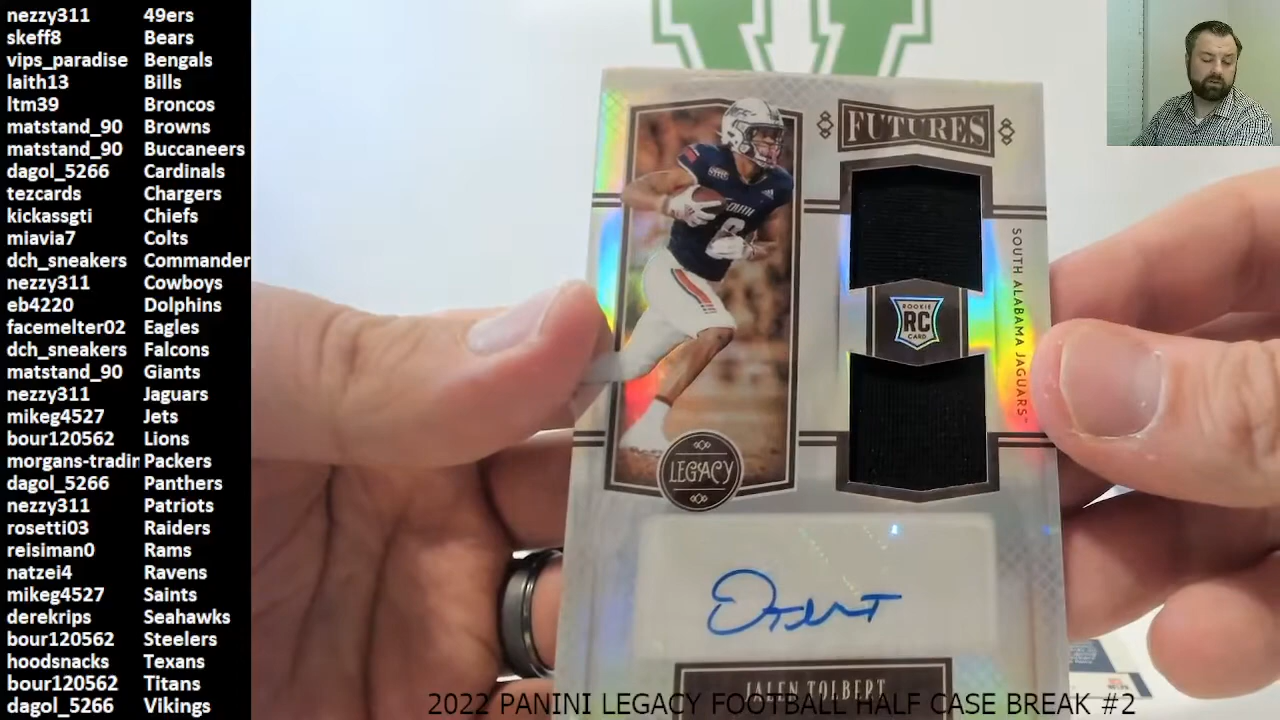 nezzy311 49ers
skeff8 Bears
vips_paradise Bengals
laith13 Bills
ltm39 Broncos
matstand_90 Browns
matstand_90 Buccaneers
dagol_5266 Cardinals
tezcards Chargers
kickassgti Chiefs
miavia7 Colts
dch_sneakers Commander
nezzy311 Cowboys
eb4220 Dolphins
facemelter02 Eagles
dch_sneakers Falcons
matstand_90 Giants
nezzy311 Jaguars
mikeg4527 Jets
bour120562 Lions
morgans-tradin Packers
dagol_5266 Panthers
nezzy311 Patriots
rosetti03 Raiders
reisiman0 Rams
natzei4 Ravens
mikeg4527 Saints
derekrips Seahawks
bour120562 Steelers
hoodsnacks Texans
bour120562 Titans
dagol_5266 Vikings
FUTURES
SOUTH ALABAMA JAGUARS
ROOKIE
RC
CARD
LEGACY
JALEN TOLBERT
2022 PANINI LEGACY FOOTBALL HALF CASE BREAK #2